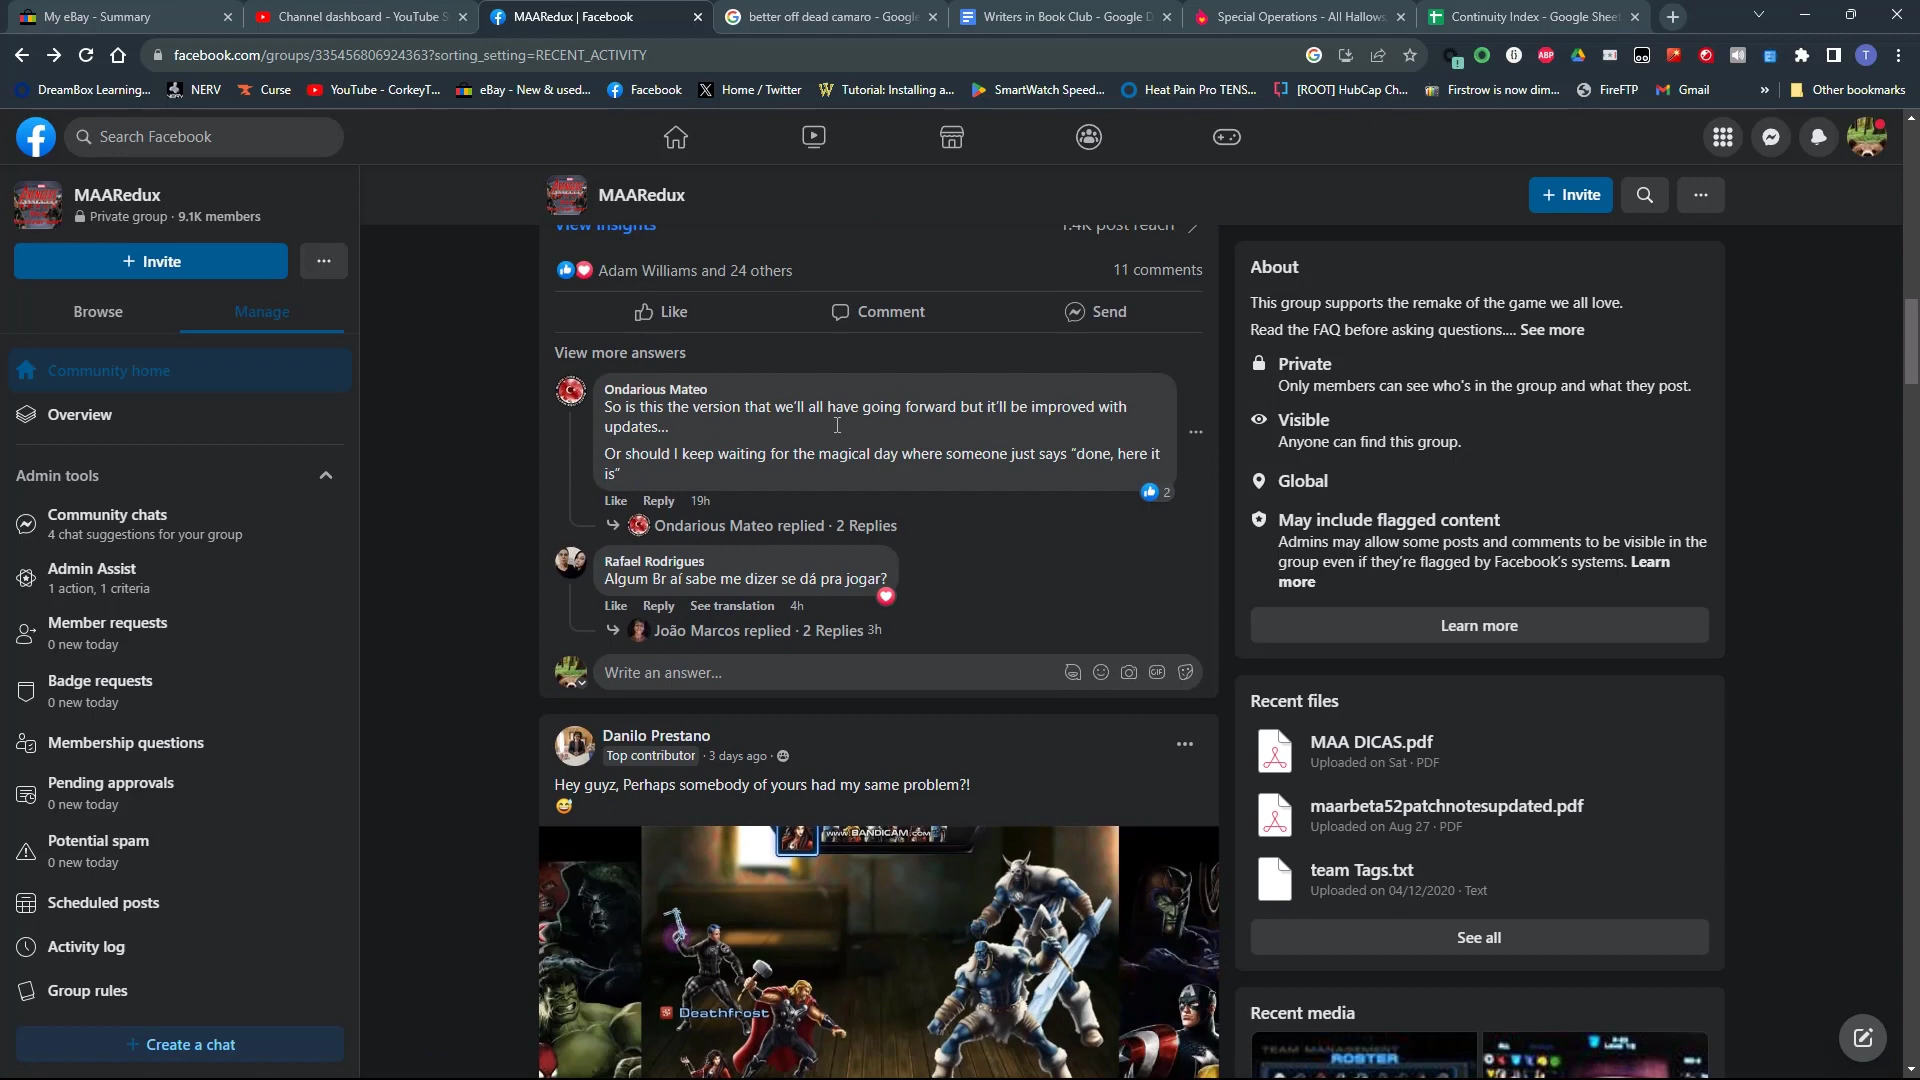 My eBay - Summary
Channel dashboard - YouTube S
MAARedux | Facebook
better off dead camaro - Google
Writers in Book Club - Google D
Special Operations - All Hallows
Continuity Index - Google Sheet
facebook.com/groups/335456806924363?sorting_setting=RECENT_ACTIVITY
DreamBox Learning...
NERV
Curse
YouTube - CorkeyT...
eBay - New & used...
Facebook
Home / Twitter
Tutorial: Installing a...
SmartWatch Speed...
Heat Pain Pro TENS...
[ROOT] HubCap Ch...
Firstrow is now dim...
FireFTP
Gmail
Other bookmarks
Search Facebook
MAARedux
Private group · 9.1K members
+ Invite
Browse
Manage
Community home
Overview
Admin tools
Community chats
4 chat suggestions for your group
Admin Assist
1 action, 1 criteria
Member requests
0 new today
Badge requests
0 new today
Membership questions
Pending approvals
0 new today
Potential spam
0 new today
Scheduled posts
Activity log
Group rules
+ Create a chat
MAARedux
+ Invite
View insights
1.4K post reach
Adam Williams and 24 others
11 comments
Like
Comment
Send
View more answers
Ondarious Mateo
So is this the version that we'll all have going forward but it'll be improved with
updates...
Or should I keep waiting for the magical day where someone just says "done, here it
is"
2
Like Reply 19h
Ondarious Mateo replied · 2 Replies
Rafael Rodrigues
Algum Br aí sabe me dizer se dá pra jogar?
Like Reply See translation 4h
João Marcos replied · 2 Replies 3h
Write an answer...
GIF
Danilo Prestano
Top contributor · 3 days ago ·
Hey guyz, Perhaps somebody of yours had my same problem?!
www.BANDICAM.com
Deathfrost
About
This group supports the remake of the game we all love.
Read the FAQ before asking questions.... See more
Private
Only members can see who's in the group and what they post.
Visible
Anyone can find this group.
Global
May include flagged content
Admins may allow some posts and comments to be visible in the
group even if they're flagged by Facebook's systems. Learn
more
Learn more
Recent files
MAA DICAS.pdf
Uploaded on Sat · PDF
maarbeta52patchnotesupdated.pdf
Uploaded on Aug 27 · PDF
team Tags.txt
Uploaded on 04/12/2020 · Text
See all
Recent media
TEAM MANAGEMENT
ROSTER